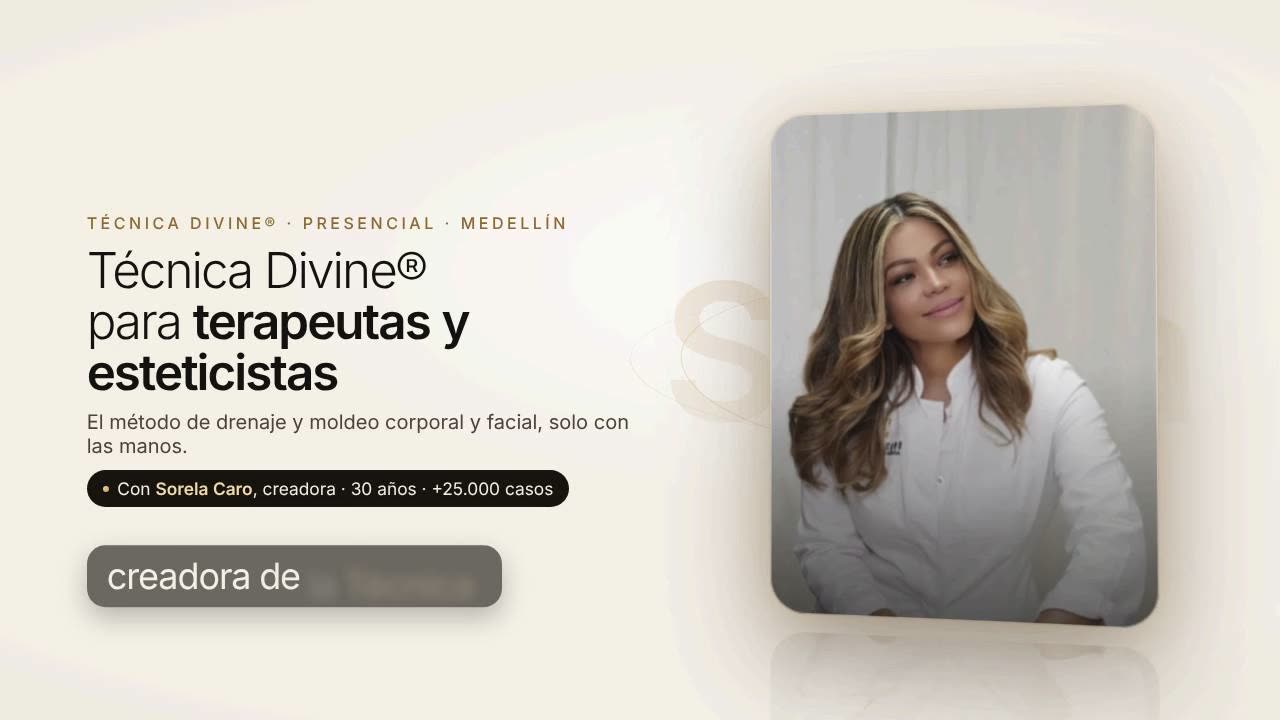 TÉCNICA DIVINE® · PRESENCIAL · MEDELLÍN
Técnica Divine®
para terapeutas y
esteticistas
El método de drenaje y moldeo corporal y facial, solo con
las manos.
Con Sorela Caro, creadora · 30 años · +25.000 casos
creadora de
S